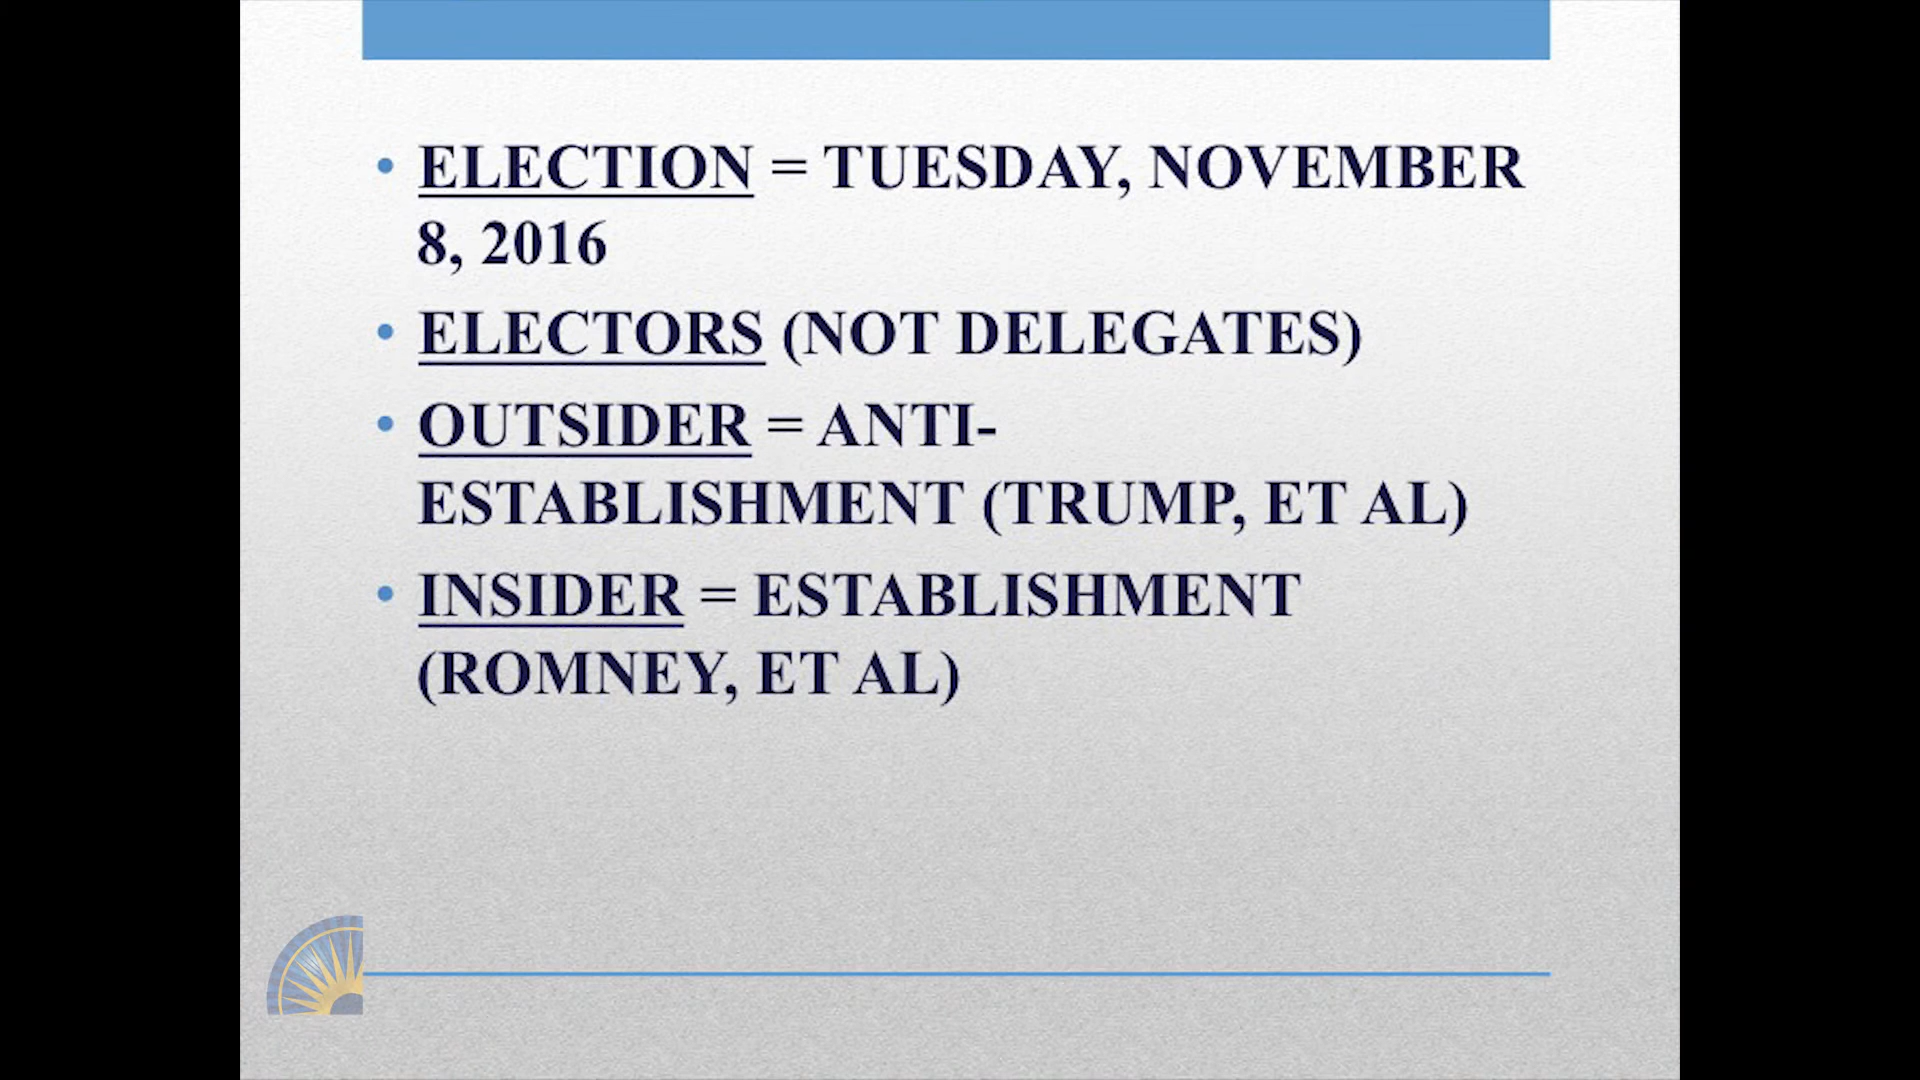 • ELECTION = TUESDAY, NOVEMBER
8, 2016
• ELECTORS (NOT DELEGATES)
• OUTSIDER = ANTI-
ESTABLISHMENT (TRUMP, ET AL)
• INSIDER = ESTABLISHMENT
(ROMNEY, ET AL)